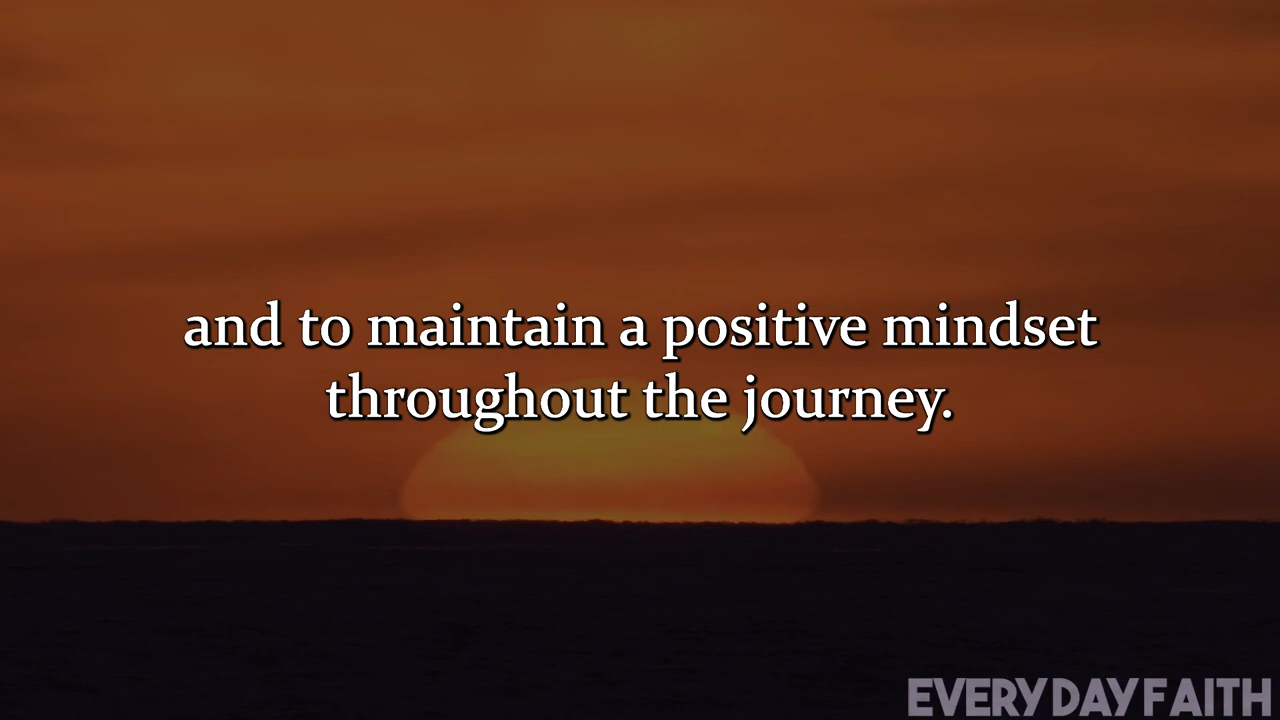 and to maintain a positive mindset
throughout the journey.
EVERYDAYFAITH